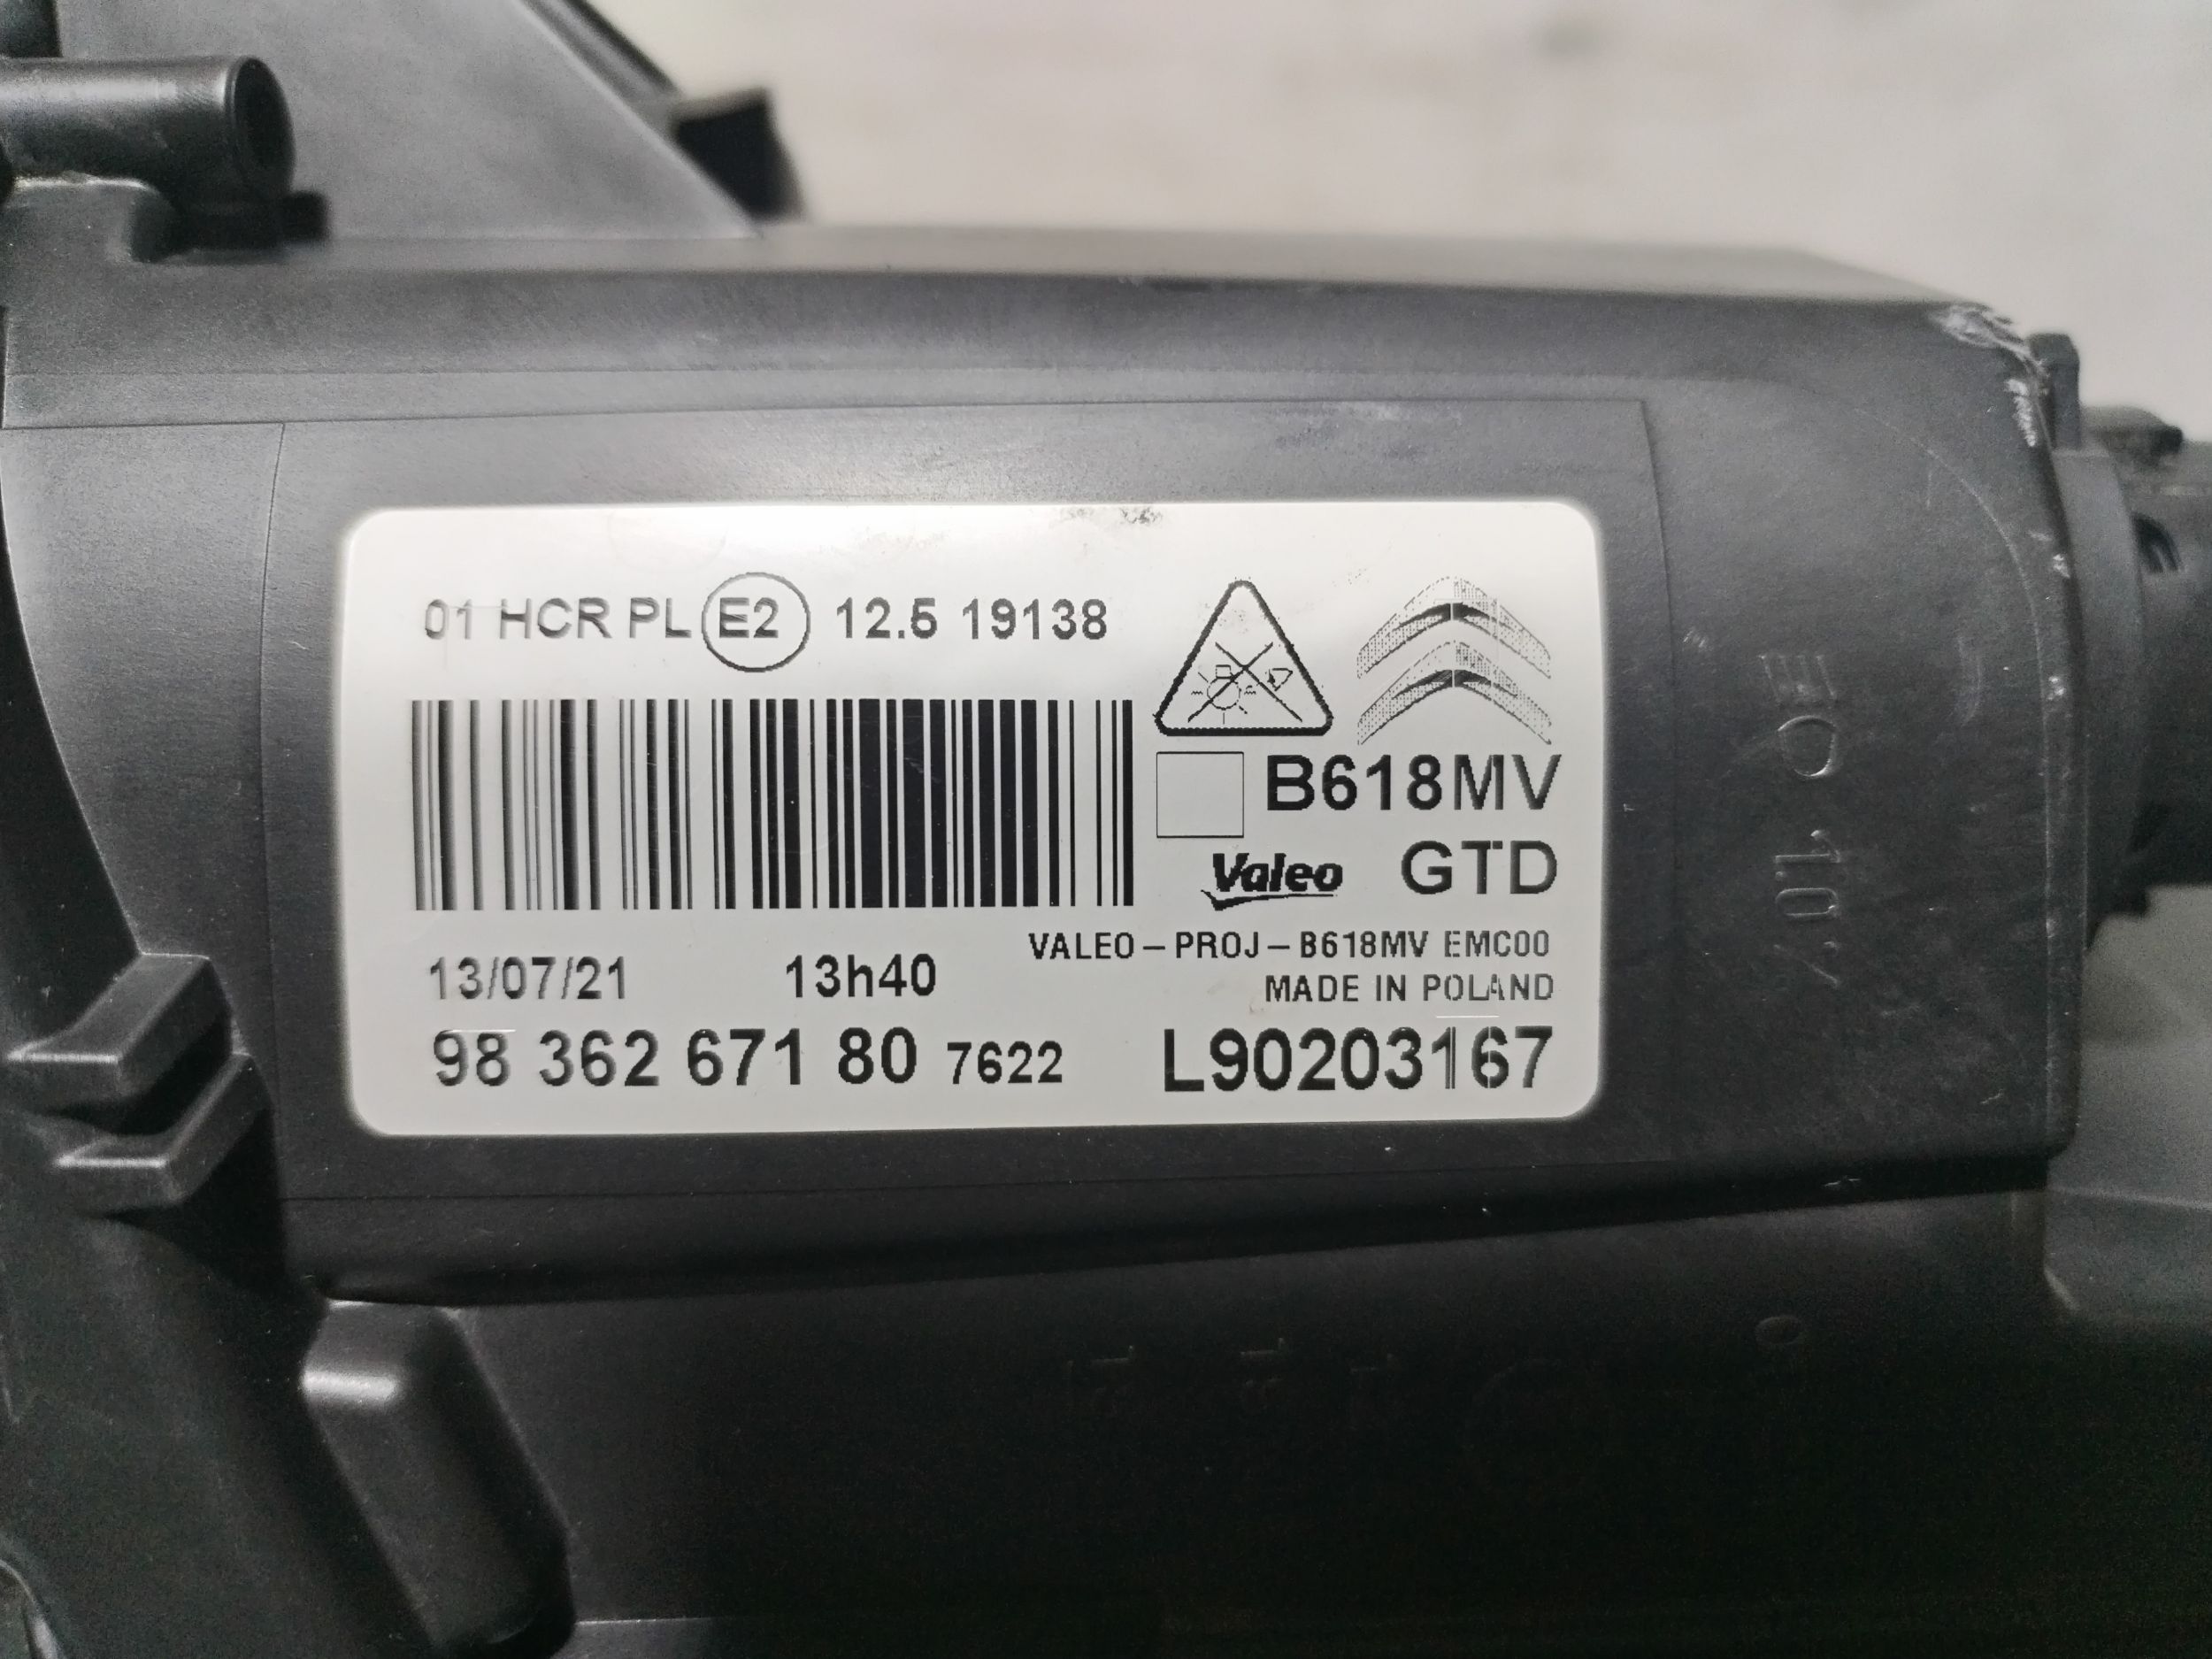 01 HCR PL E2 12.5 19138
B618MV
Valeo GTD
VALEO-PROJ-B618MV EMC00
13/07/21 13h40
MADE IN POLAND
98 362 671 80 7622 L90203167